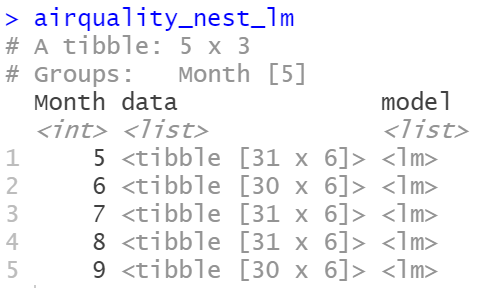 > airquality_nest_lm
# A tibble: 5 x 3
# Groups:   Month [5]
  Month data              model
  <int> <list>            <list>
1     5 <tibble [31 x 6]> <lm>
2     6 <tibble [30 x 6]> <lm>
3     7 <tibble [31 x 6]> <lm>
4     8 <tibble [31 x 6]> <lm>
5     9 <tibble [30 x 6]> <lm>